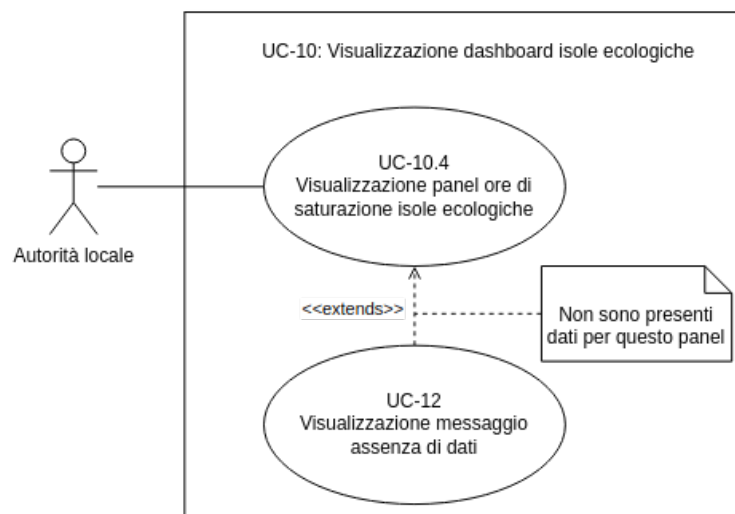 UC-10: Visualizzazione dashboard isole ecologiche
UC-10.4
Visualizzazione panel ore di
saturazione isole ecologiche
Autorità locale
<<extends>>
Non sono presenti
dati per questo panel
UC-12
Visualizzazione messaggio
assenza di dati